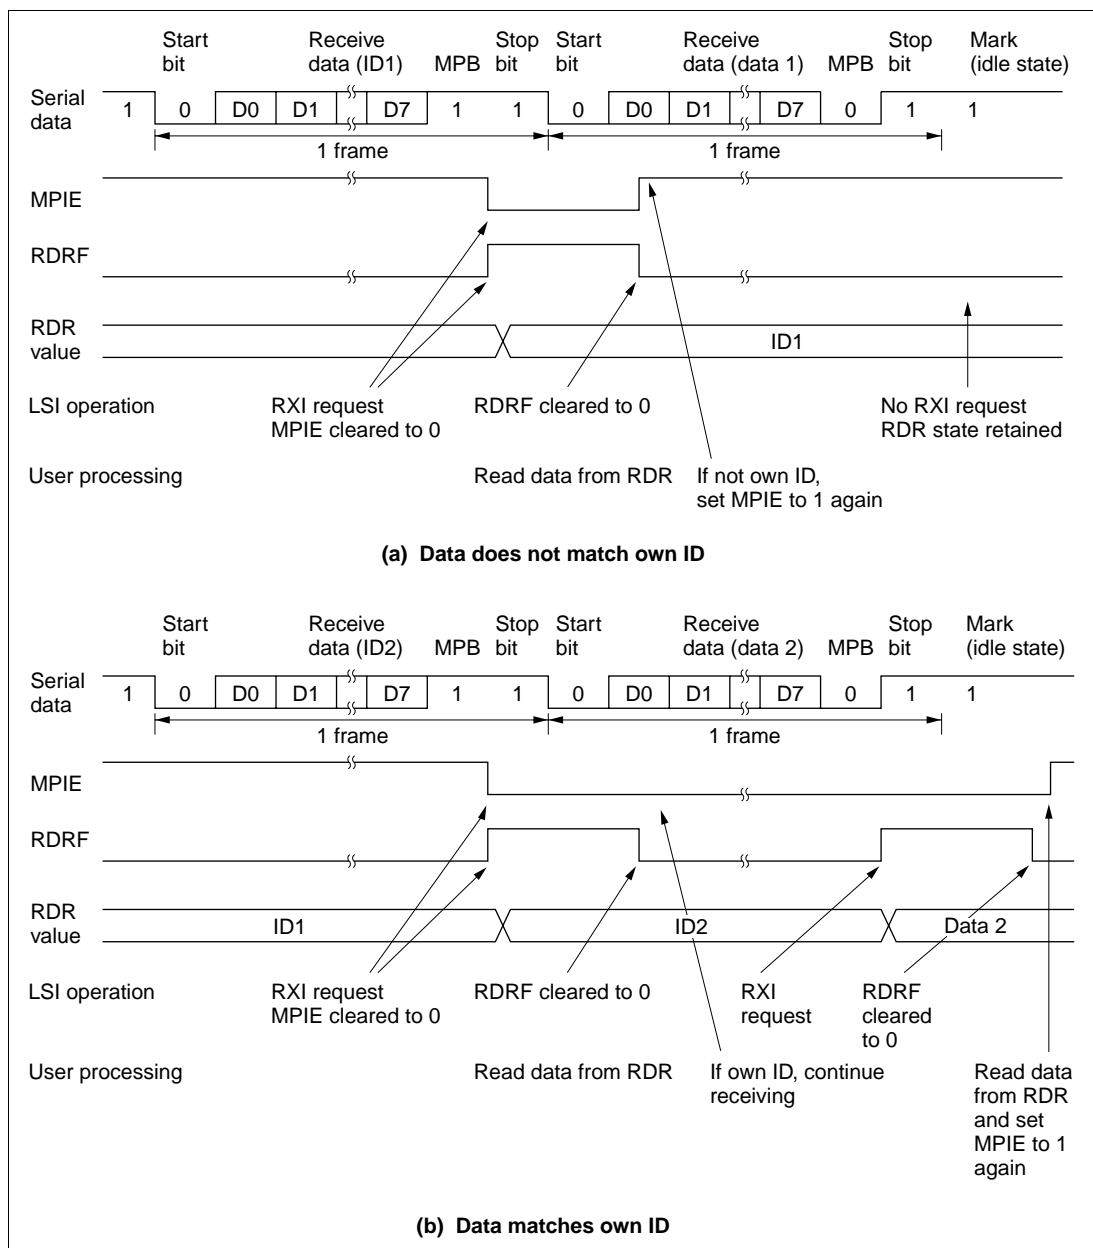 Start bit
Receive data (ID1)
MPB
Stop bit
Start bit
Receive data (data 1)
MPB
Stop bit
Mark (idle state)
Serial data
1 0 D0 D1 D7 1 1 0 D0 D1 D7 0 1 1
1 frame 1 frame
MPIE
RDRF
RDR value
ID1
LSI operation
RXI request
MPIE cleared to 0
RDRF cleared to 0
No RXI request
RDR state retained
User processing
Read data from RDR
If not own ID,
set MPIE to 1 again
(a) Data does not match own ID
Start bit
Receive data (ID2)
MPB
Stop bit
Start bit
Receive data (data 2)
MPB
Stop bit
Mark (idle state)
Serial data
1 0 D0 D1 D7 1 1 0 D0 D1 D7 0 1 1
1 frame 1 frame
MPIE
RDRF
RDR value
ID1 ID2 Data 2
LSI operation
RXI request
MPIE cleared to 0
RDRF cleared to 0
RXI
request
RDRF
cleared
to 0
User processing
Read data from RDR
If own ID, continue
receiving
Read data
from RDR
and set
MPIE to 1
again
(b) Data matches own ID